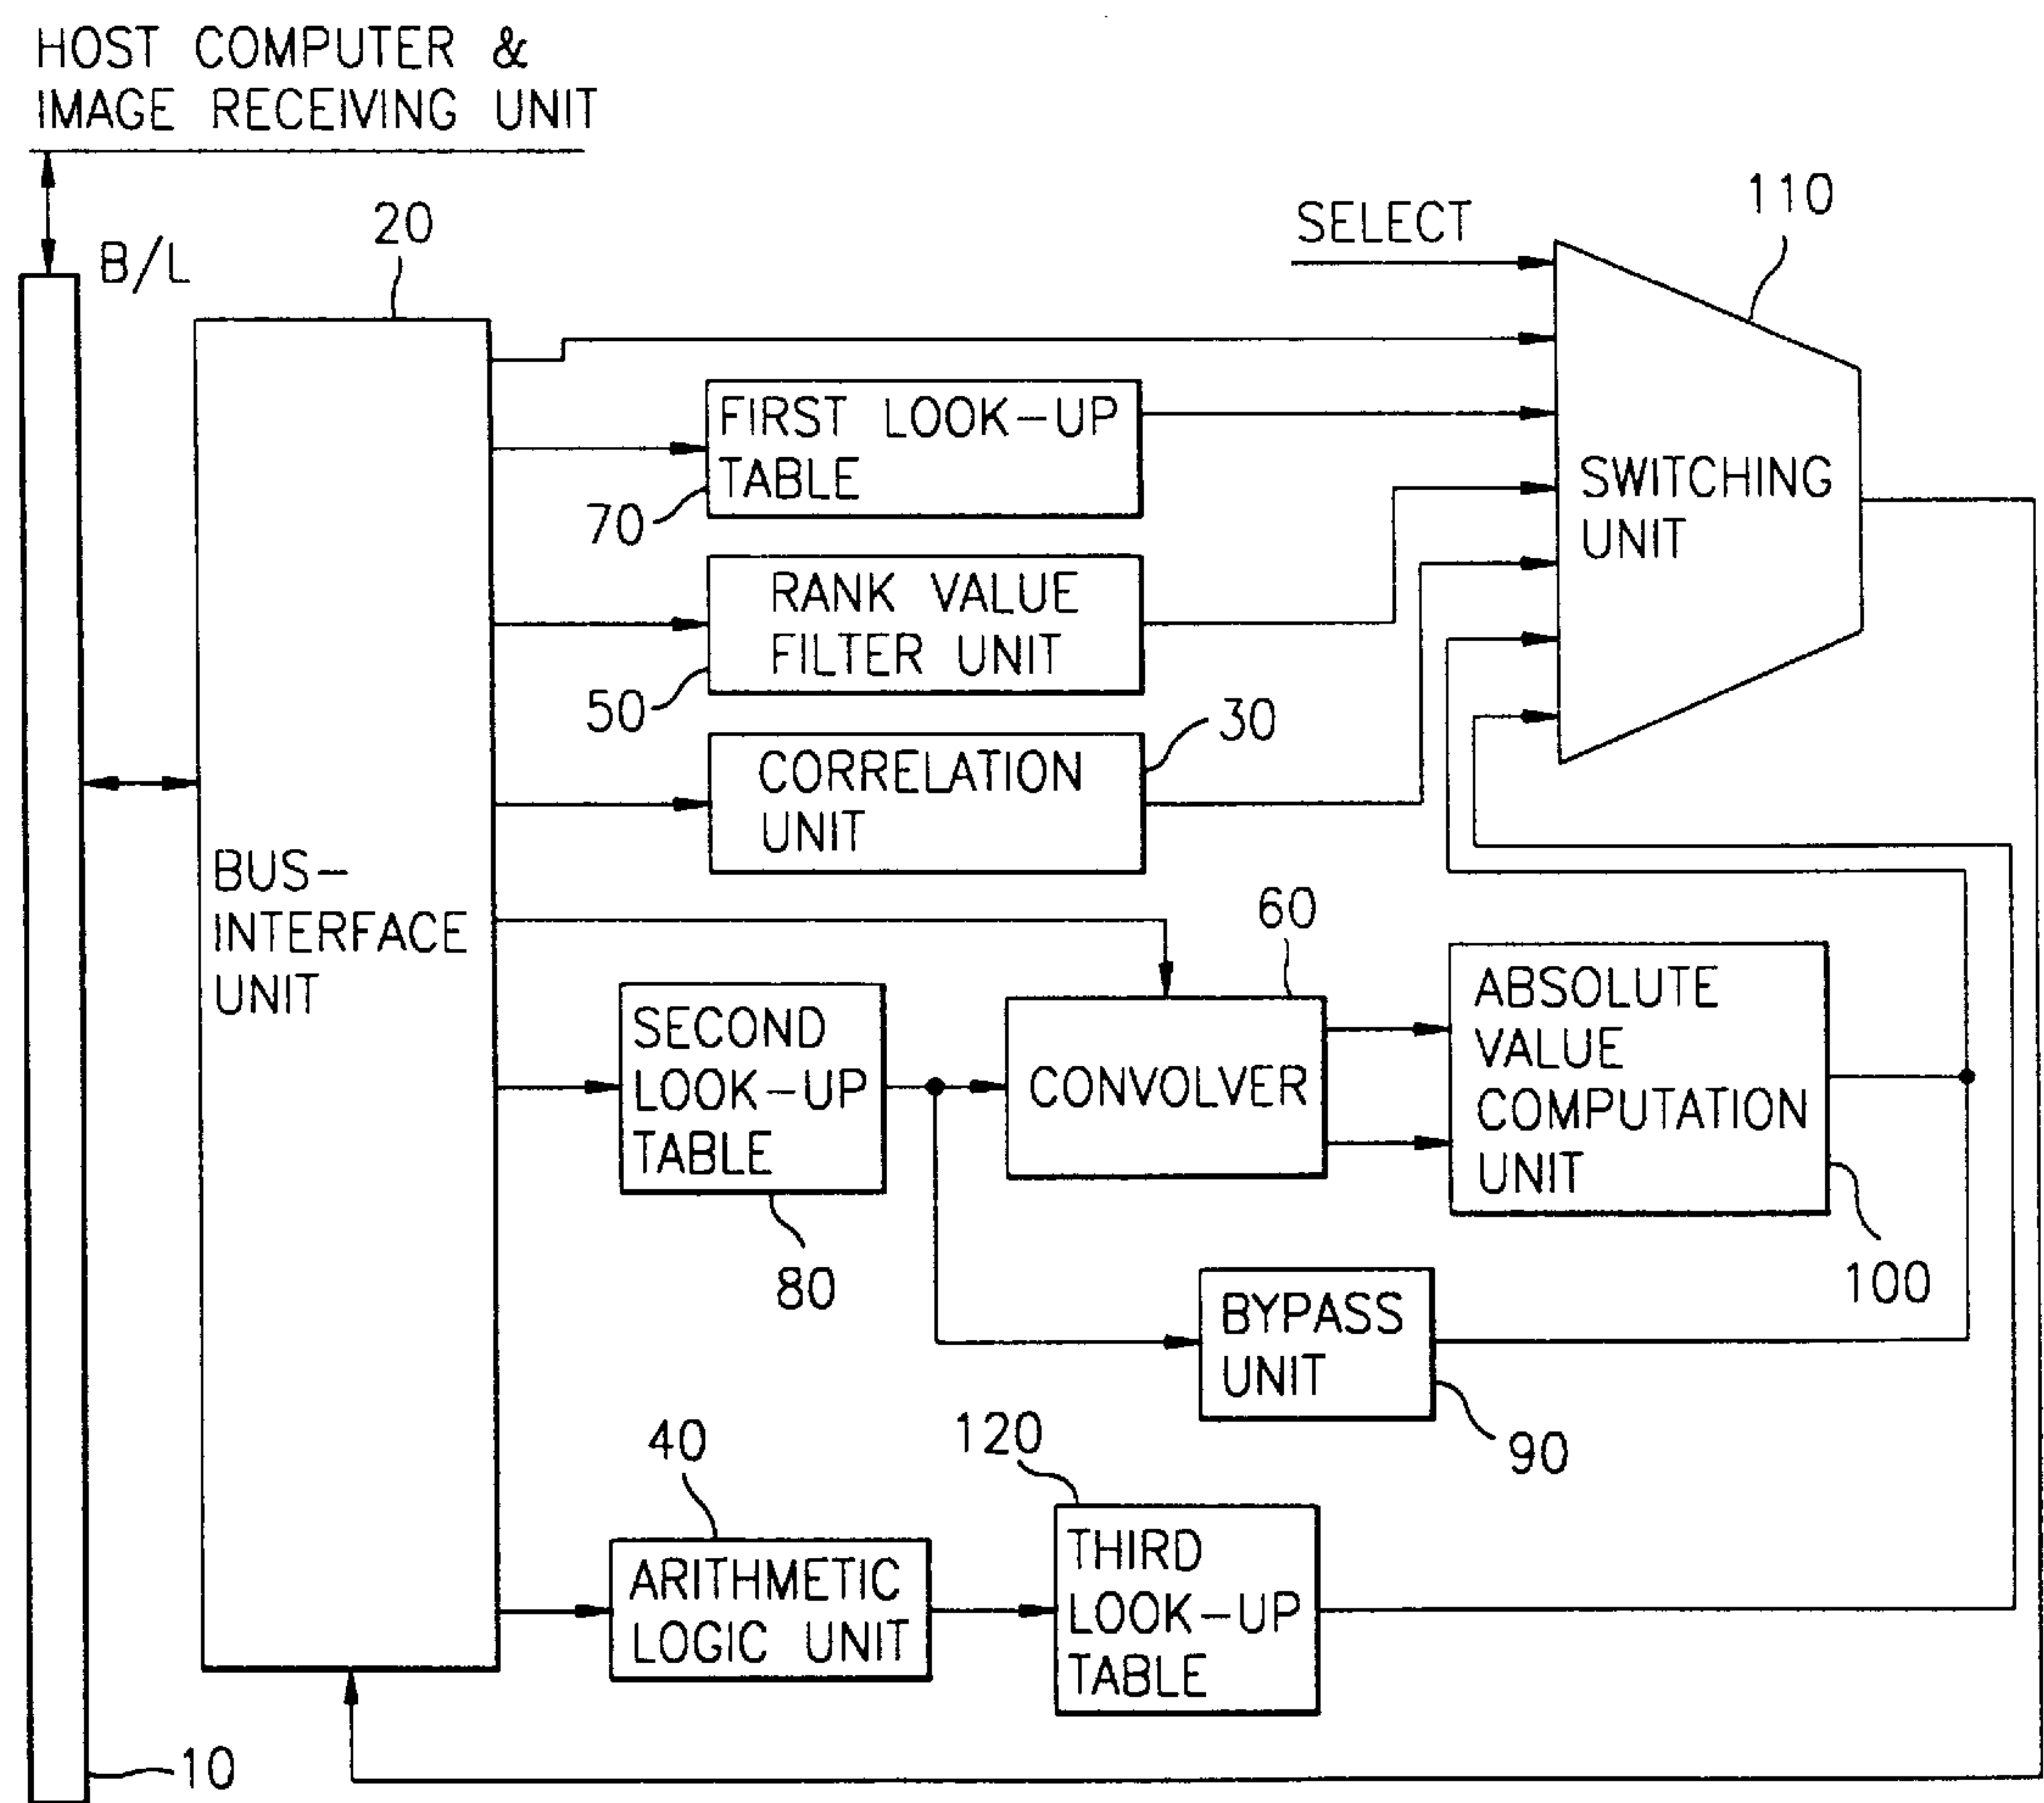 HOST COMPUTER &
IMAGE RECEIVING UNIT
B/L
20
SELECT
110
FIRST LOOK-UP
TABLE
70
SWITCHING
UNIT
RANK VALUE
FILTER UNIT
50
30
CORRELATION
UNIT
BUS-
INTERFACE
UNIT
60
SECOND
LOOK-UP
TABLE
80
CONVOLVER
ABSOLUTE
VALUE
COMPUTATION
UNIT
100
BYPASS
UNIT
90
40
120
ARITHMETIC
LOGIC UNIT
THIRD
LOOK-UP
TABLE
10